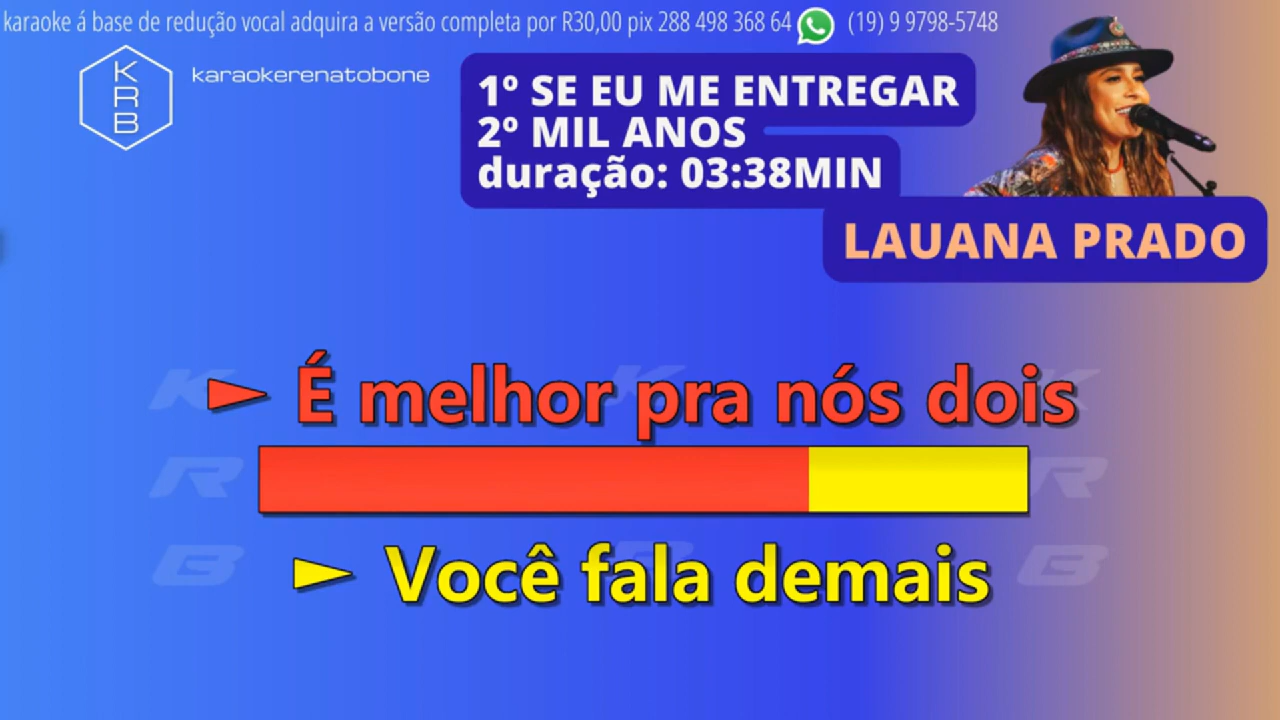 karaoke á base de redução vocal adquira a versão completa por R30,00 pix 288 498 368 64 (19) 9 9798-5748
K
R
B
karaokerenatobone
1º SE EU ME ENTREGAR
2º MIL ANOS
duração: 03:38MIN
LAUANA PRADO
► É melhor pra nós dois
► Você fala demais
K K K
R R
B B B